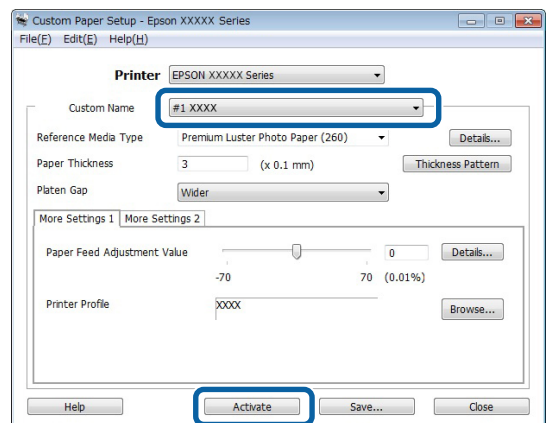 Custom Paper Setup - Epson XXXXX Series
File(F) Edit(E) Help(H)
Printer EPSON XXXXX Series
Custom Name #1 XXXX
Reference Media Type Premium Luster Photo Paper (260) Details...
Paper Thickness 3 (x 0.1 mm) Thickness Pattern
Platen Gap Wider
More Settings 1 More Settings 2
Paper Feed Adjustment Value 0 Details...
-70 70 (0.01%)
Printer Profile XXXX Browse...
Help Activate Save... Close